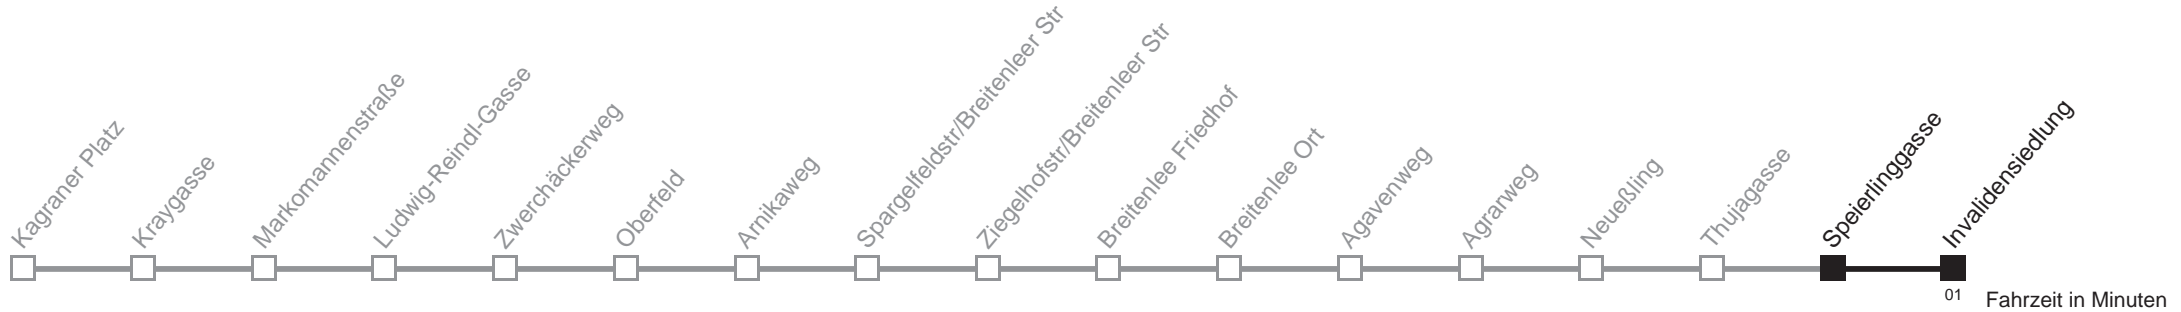 Kagraner Platz
Kraygasse
Markomannenstraße
Ludwig-Reindl-Gasse
Zwerchäckerweg
Oberfeld
Arnikaweg
Spargelfeldstr/Breitenleer Str
Ziegelhofstr/Breitenleer Str
Breitenlee Friedhof
Breitenlee Ort
Agavenweg
Agrarweg
Neueßling
Thujagasse
Speierlinggasse
Invalidensiedlung
01
Fahrzeit in Minuten